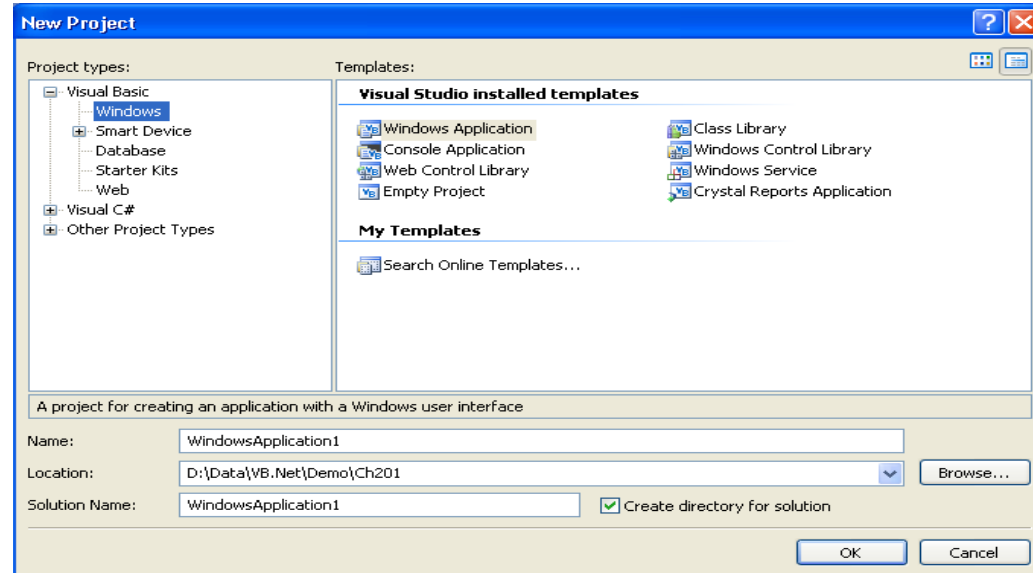 New Project
Project types:
Templates:
Visual Basic
Windows
Smart Device
Database
Starter Kits
Web
Visual C#
Other Project Types
Visual Studio installed templates
Windows Application
Console Application
Web Control Library
Empty Project
Class Library
Windows Control Library
Windows Service
Crystal Reports Application
My Templates
Search Online Templates...
A project for creating an application with a Windows user interface
Name:
WindowsApplication1
Location:
D:\Data\VB.Net\Demo\Ch201
Browse...
Solution Name:
WindowsApplication1
Create directory for solution
OK
Cancel